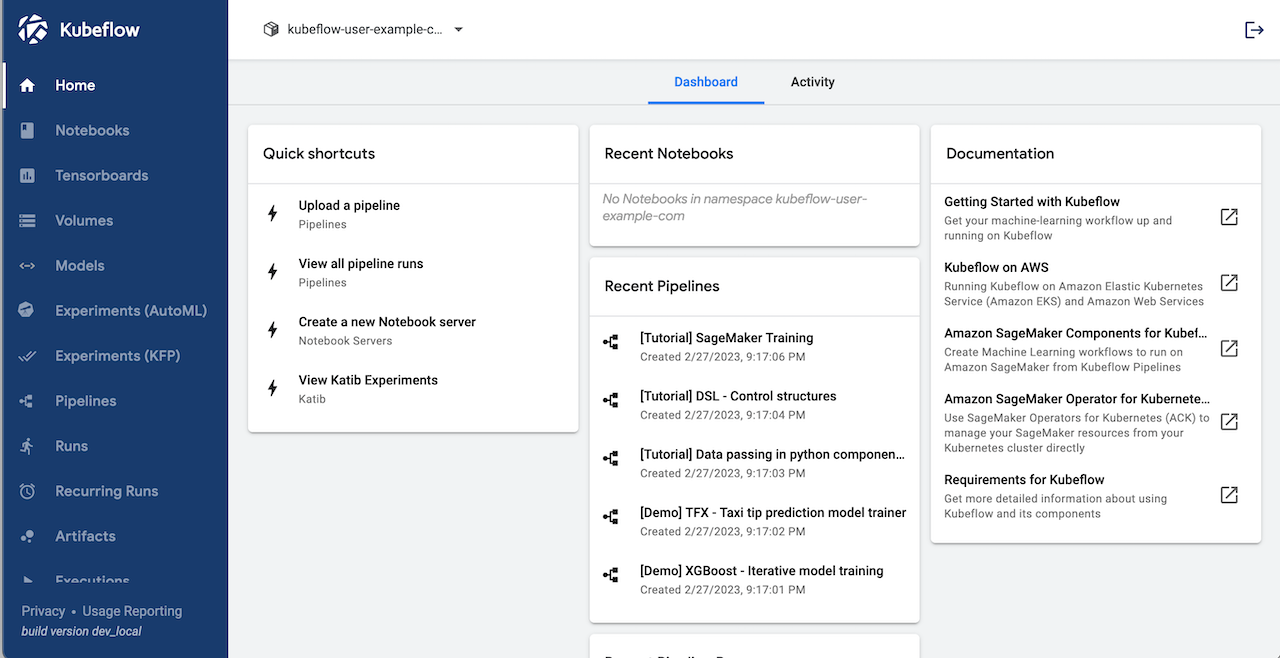 Kubeflow
Home
Notebooks
Tensorboards
Volumes
Models
Experiments (AutoML)
Experiments (KFP)
Pipelines
Runs
Recurring Runs
Artifacts
Executions
Privacy • Usage Reporting
build version dev_local
kubeflow-user-example-c...
Dashboard
Activity
Quick shortcuts
Upload a pipeline
Pipelines
View all pipeline runs
Pipelines
Create a new Notebook server
Notebook Servers
View Katib Experiments
Katib
Recent Notebooks
No Notebooks in namespace kubeflow-user-
example-com
Recent Pipelines
[Tutorial] SageMaker Training
Created 2/27/2023, 9:17:06 PM
[Tutorial] DSL - Control structures
Created 2/27/2023, 9:17:04 PM
[Tutorial] Data passing in python componen...
Created 2/27/2023, 9:17:03 PM
[Demo] TFX - Taxi tip prediction model trainer
Created 2/27/2023, 9:17:02 PM
[Demo] XGBoost - Iterative model training
Created 2/27/2023, 9:17:01 PM
Documentation
Getting Started with Kubeflow
Get your machine-learning workflow up and
running on Kubeflow
Kubeflow on AWS
Running Kubeflow on Amazon Elastic Kubernetes
Service (Amazon EKS) and Amazon Web Services
Amazon SageMaker Components for Kubef...
Create Machine Learning workflows to run on
Amazon SageMaker from Kubeflow Pipelines
Amazon SageMaker Operator for Kubernete...
Use SageMaker Operators for Kubernetes (ACK) to
manage your SageMaker resources from your
Kubernetes cluster directly
Requirements for Kubeflow
Get more detailed information about using
Kubeflow and its components